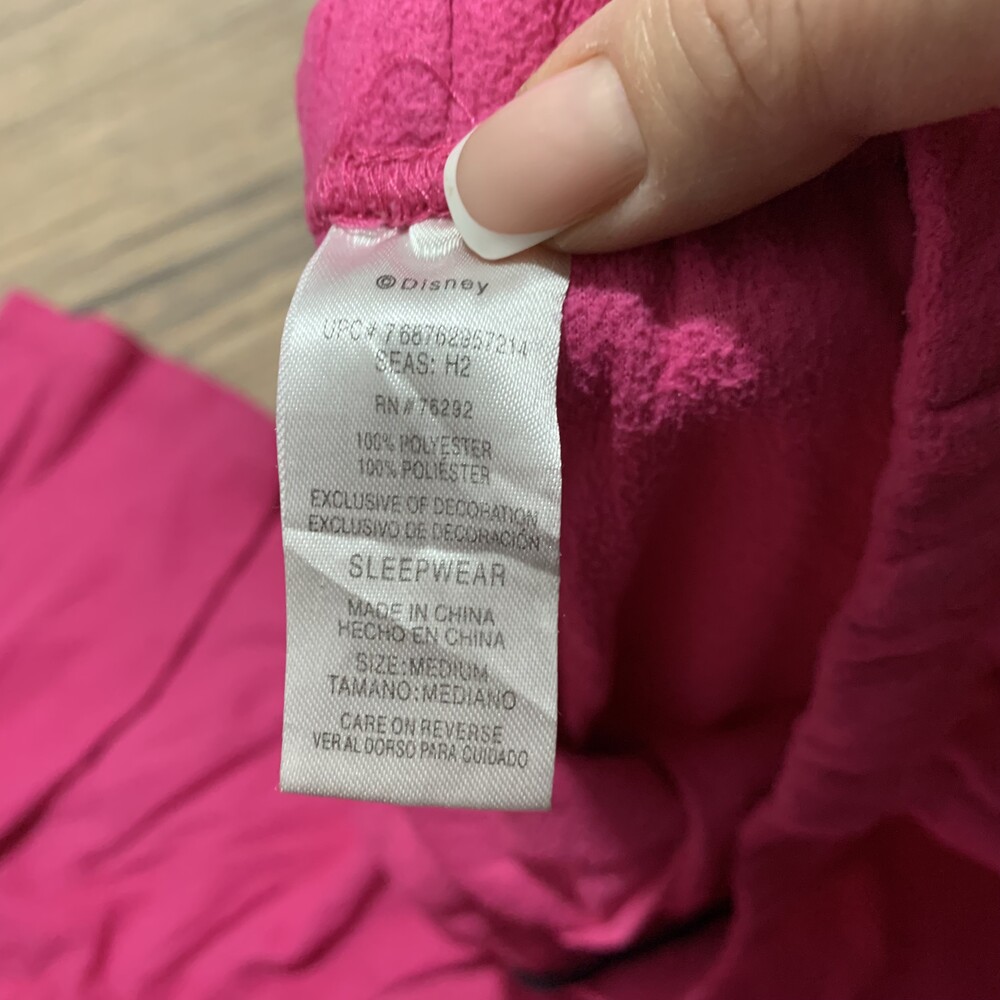 ©Disney
UPC# 768762967214
SEAS: H2
RN# 76292
100% POLYESTER
100% POLIÉSTER
EXCLUSIVE OF DECORATION
EXCLUSIVO DE DECORACIÓN
SLEEPWEAR
MADE IN CHINA
HECHO EN CHINA
SIZE:MEDIUM
TAMANO:MEDIANO
CARE ON REVERSE
VER AL DORSO PARA CUIDADO